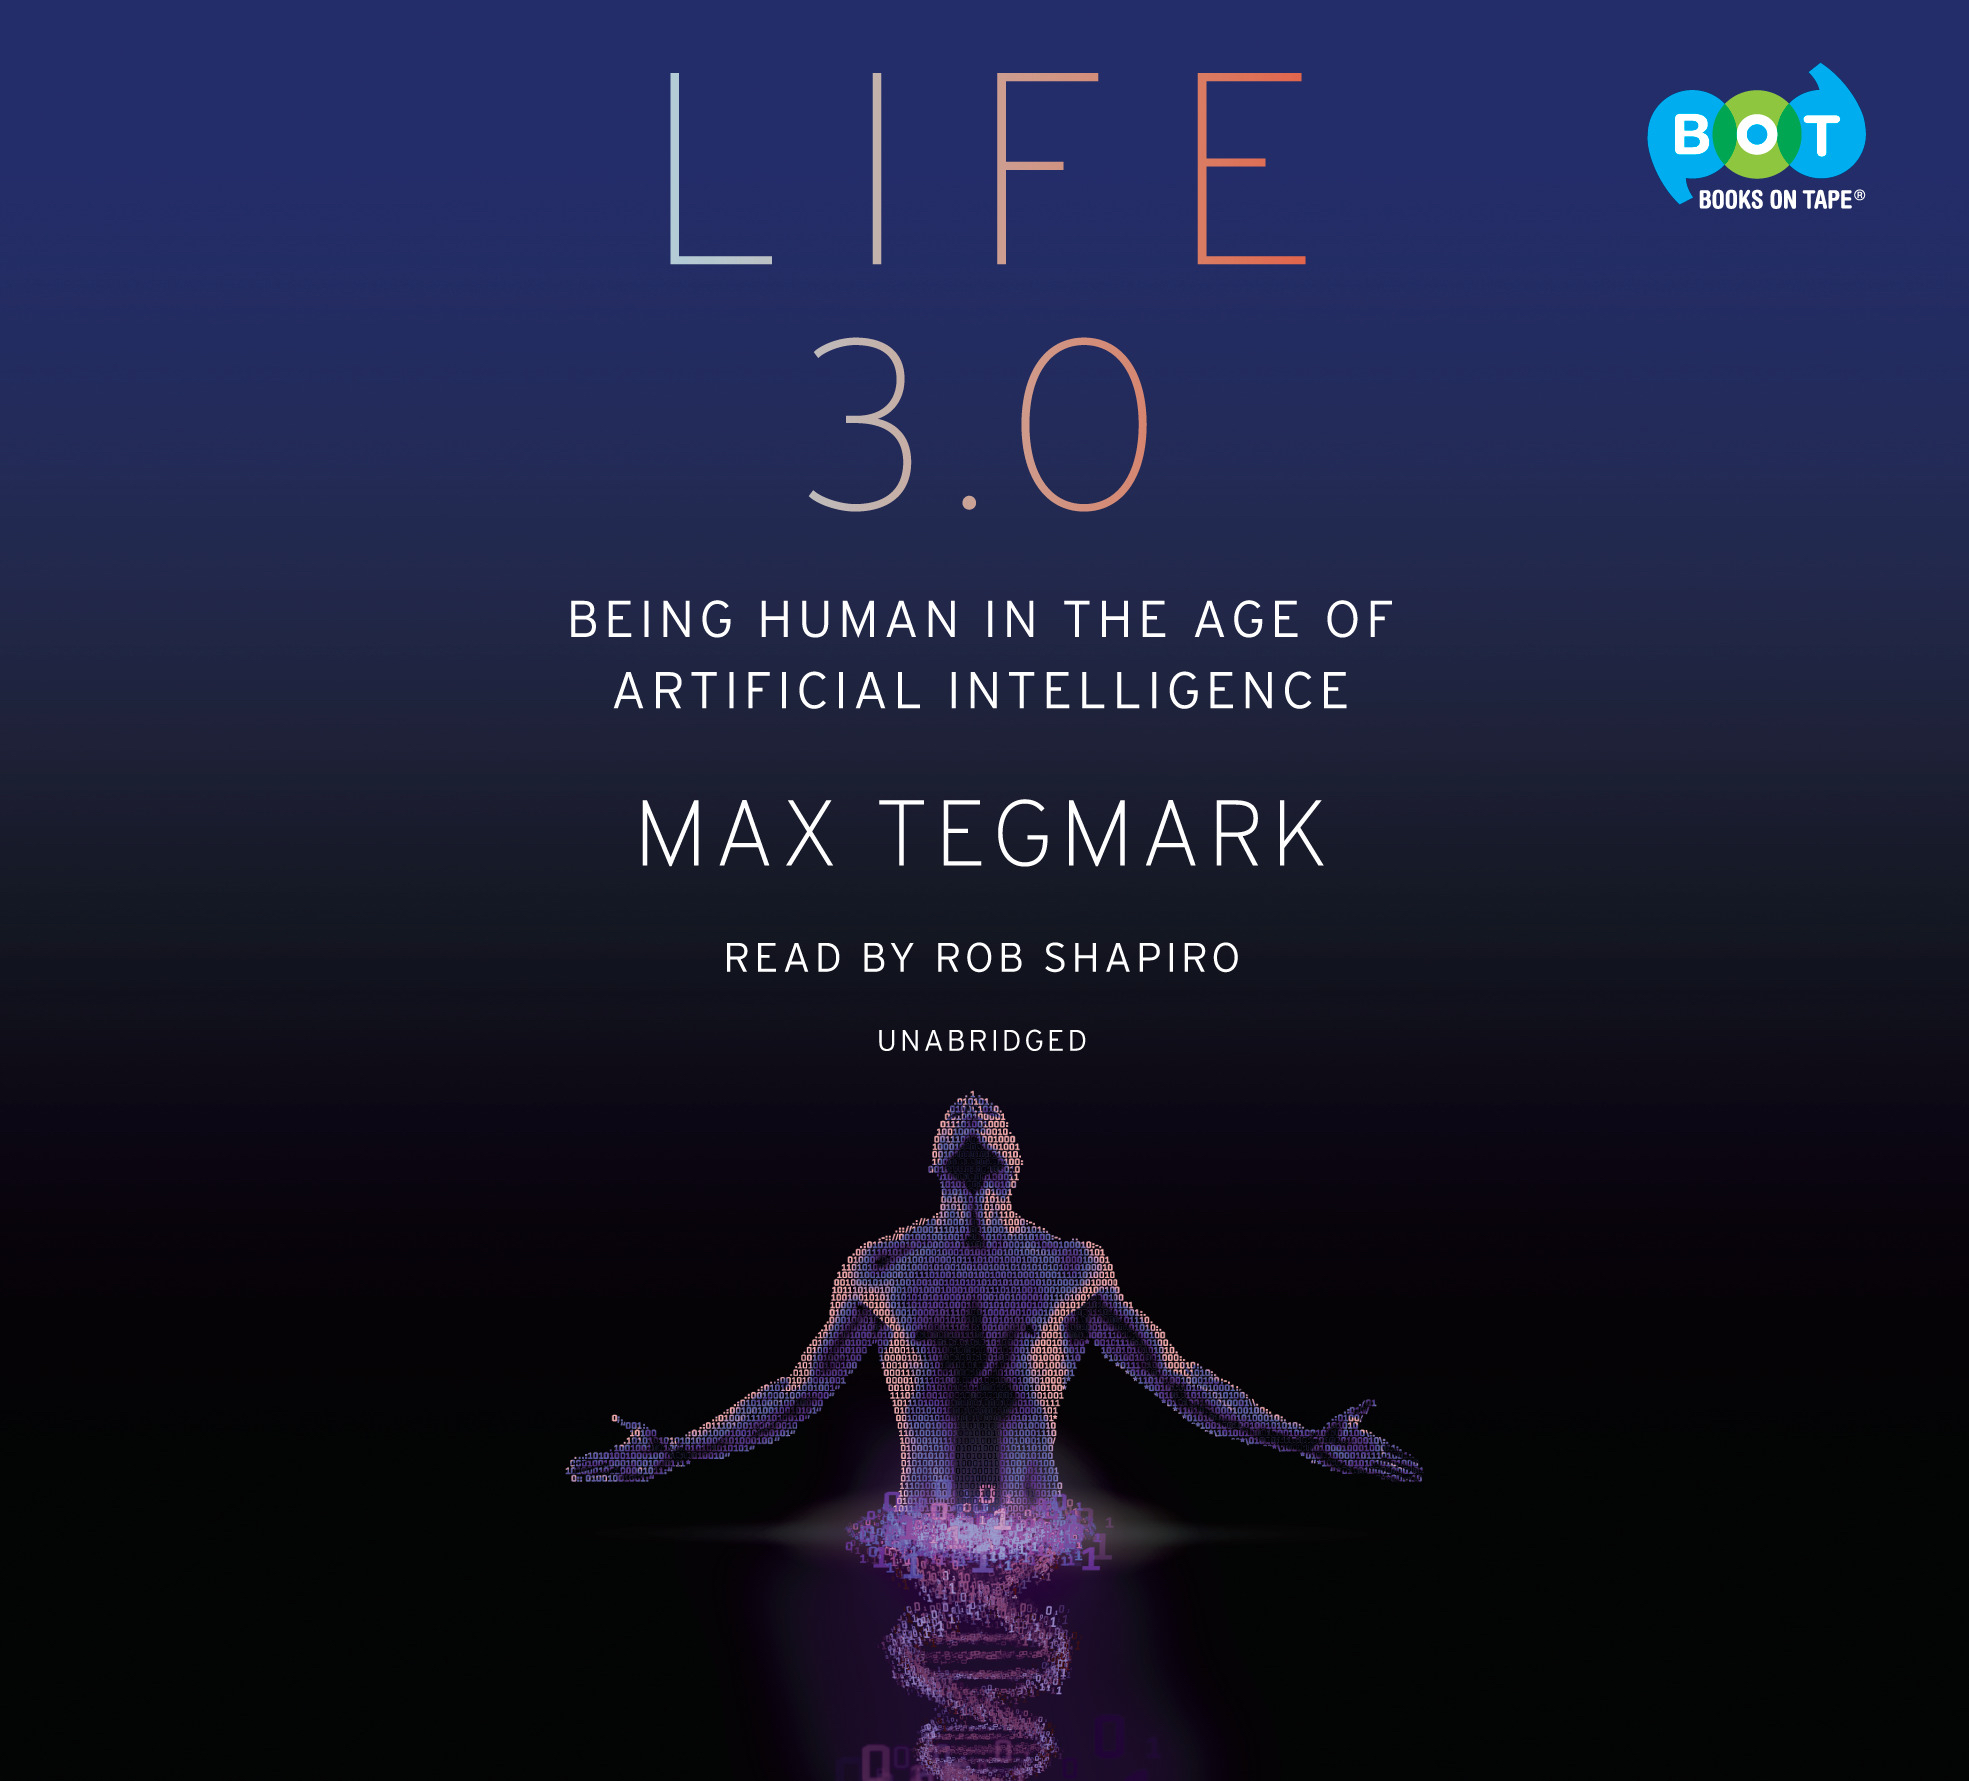 LIFE
3.0
BOT
BOOKS ON TAPE®
BEING HUMAN IN THE AGE OF
ARTIFICIAL INTELLIGENCE
MAX TEGMARK
READ BY ROB SHAPIRO
UNABRIDGED